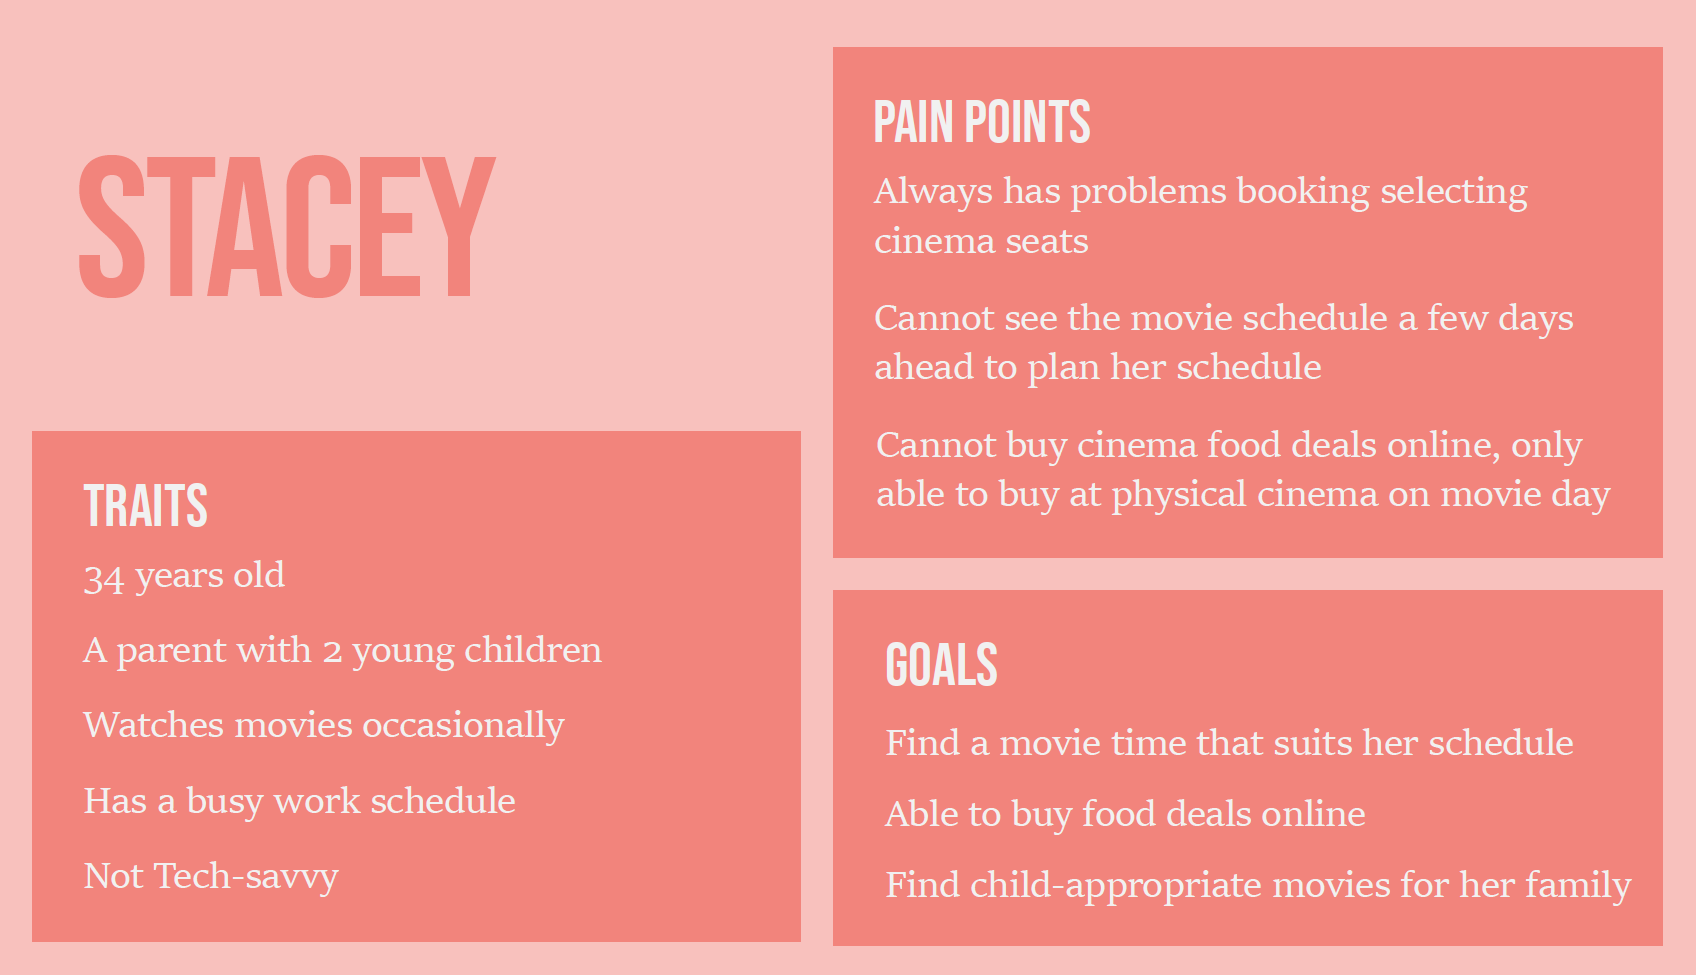 STACEY
TRAITS
34 years old
A parent with 2 young children
Watches movies occasionally
Has a busy work schedule
Not Tech-savvy
PAIN POINTS
Always has problems booking selecting
cinema seats
Cannot see the movie schedule a few days
ahead to plan her schedule
Cannot buy cinema food deals online, only
able to buy at physical cinema on movie day
GOALS
Find a movie time that suits her schedule
Able to buy food deals online
Find child-appropriate movies for her family